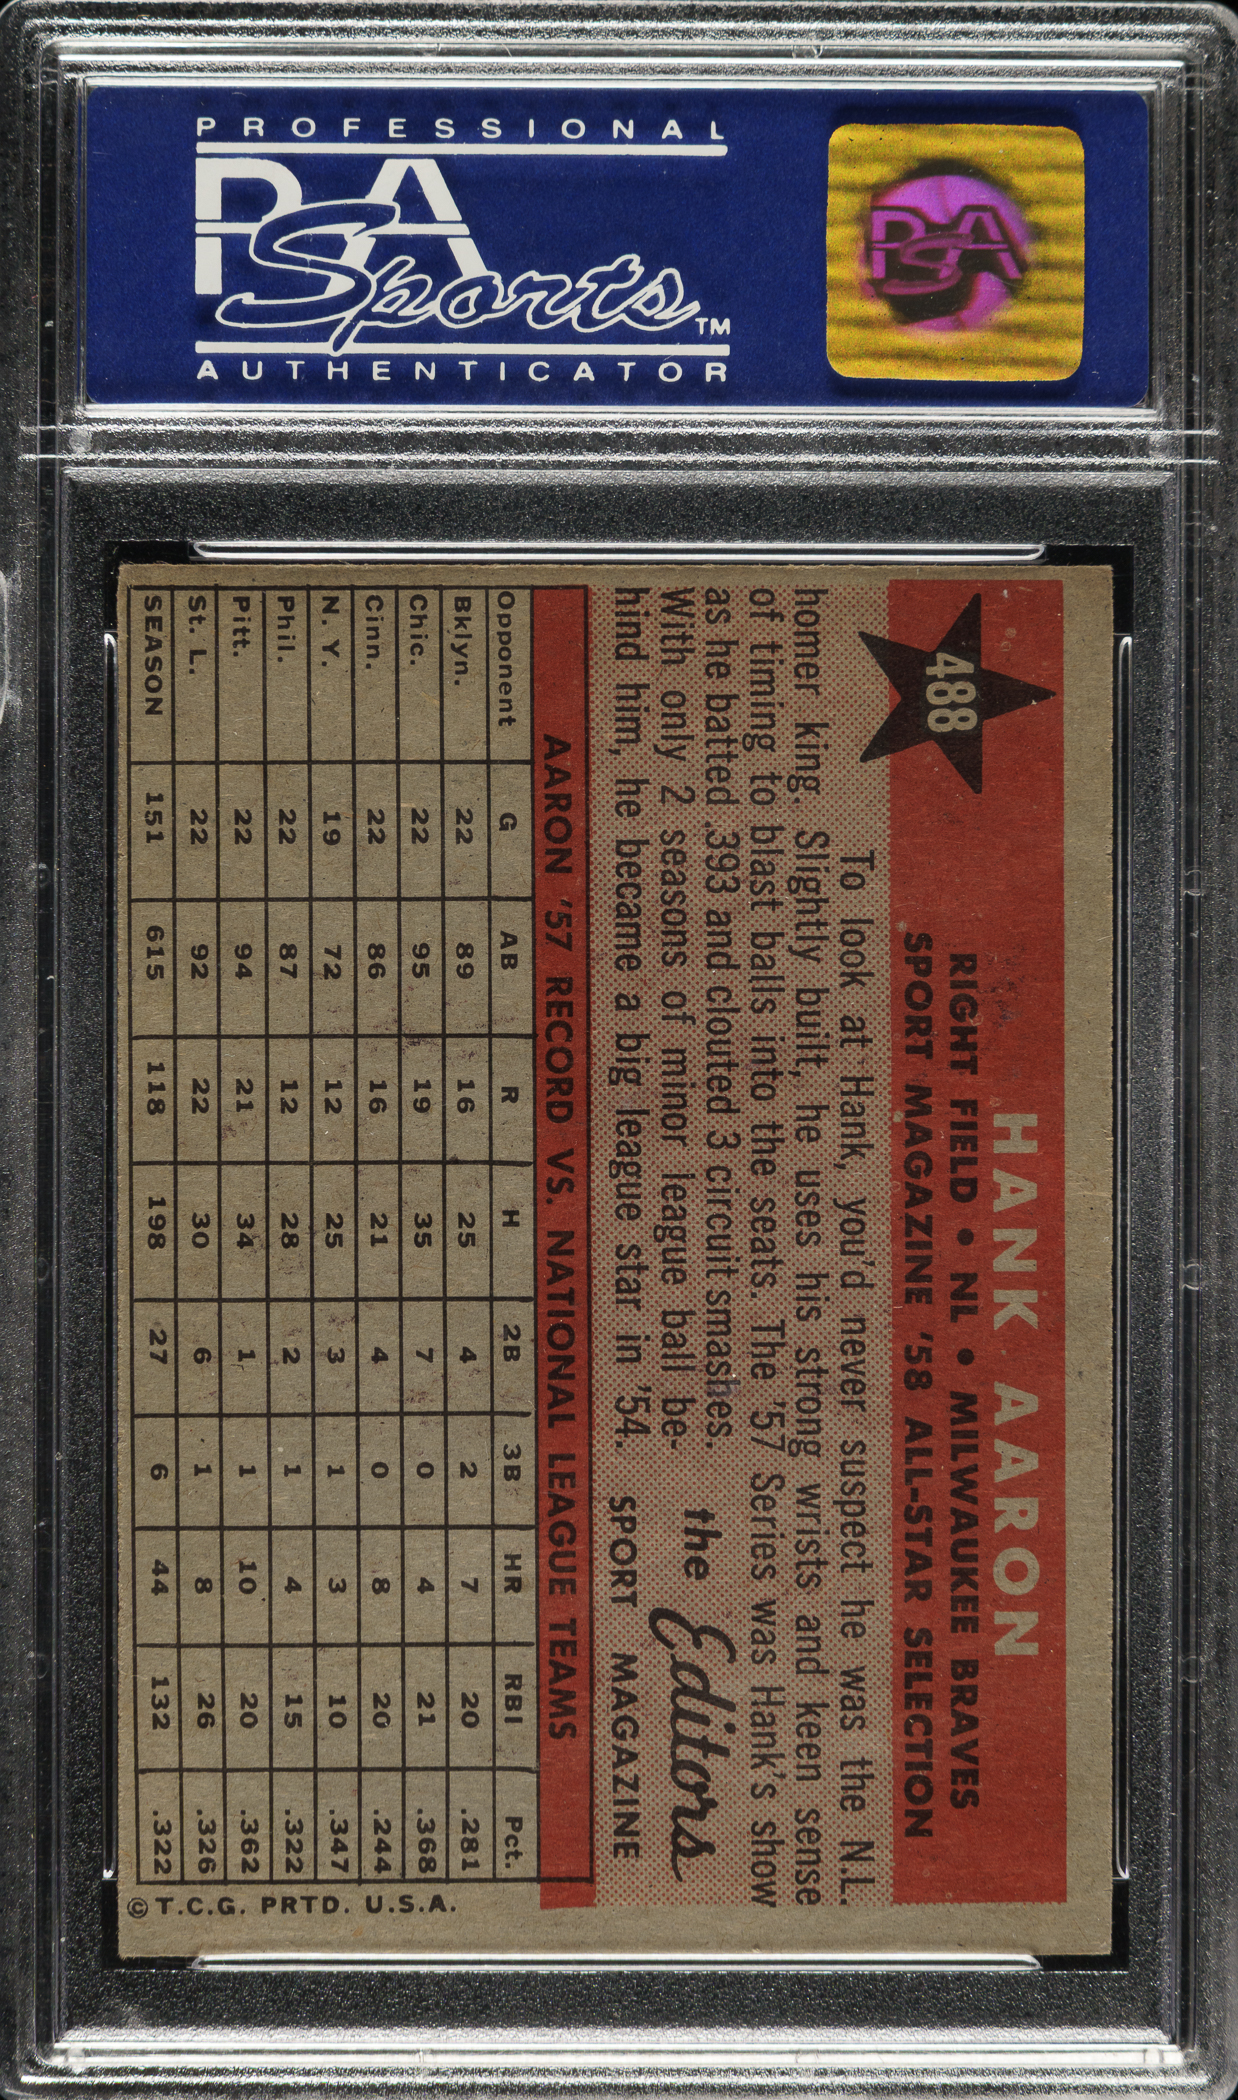 PROFESSIONAL
PSA
Sports™
AUTHENTICATOR
PSA
488
HANK AARON
RIGHT FIELD • NL • MILWAUKEE BRAVES
SPORT MAGAZINE '58 ALL-STAR SELECTION
To look at Hank, you'd never suspect he was the N.L.
homer king. Slightly built, he uses his strong wrists and keen sense
of timing to blast balls into the seats. The '57 Series was Hank's show
as he batted .393 and clouted 3 circuit smashes.
With only 2 seasons of minor league ball be-
hind him, he became a big league star in '54.
the Editors
SPORT MAGAZINE
AARON '57 RECORD VS. NATIONAL LEAGUE TEAMS
Opponent G AB R H 2B 3B HR RBI Pct.
Bklyn. 22 89 16 25 4 2 7 20 .281
Chic. 22 95 19 35 7 0 4 21 .368
Cinn. 22 86 16 21 4 0 8 20 .244
N. Y. 19 72 12 25 3 1 3 10 .347
Phil. 22 87 12 28 2 1 4 15 .322
Pitt. 22 94 21 34 1 1 10 20 .362
St. L. 22 92 22 30 6 1 8 26 .326
SEASON 151 615 118 198 27 6 44 132 .322
© T.C.G. PRTD. U.S.A.